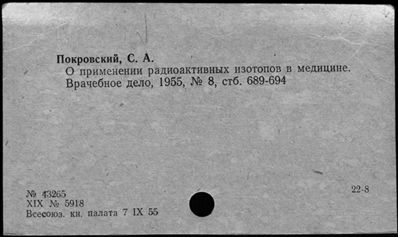 Покровский, С. А.
О применении радиоактивных изотопов в медицине.
Врачебное дело, 1955, № 8, стб. 689-694
№ 43265
XIX № 5918
Всесоюз. кн. палата 7 IX 55
22-8